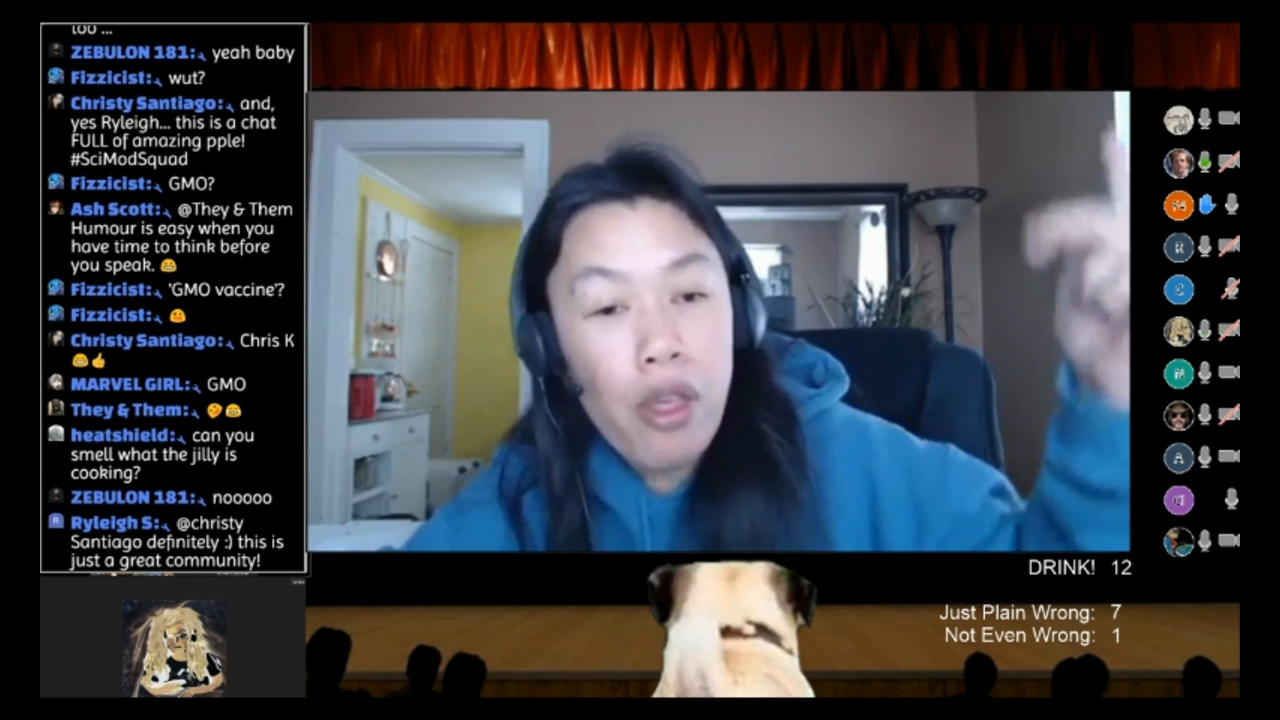 ZEBULON 181: yeah baby
Fizzicist: wut?
Christy Santiago: and,
yes Ryleigh... this is a chat
FULL of amazing pple!
#SciModSquad
Fizzicist: GMO?
Ash Scott: @They & Them
Humour is easy when you
have time to think before
you speak. 😁
Fizzicist: 'GMO vaccine'?
Fizzicist:
Christy Santiago: Chris K
😁👍
MARVEL GIRL: GMO
They & Them:
heatshield: can you
smell what the jilly is
cooking?
ZEBULON 181: nooooo
Ryleigh S: @christy
Santiago definitely :) this is
just a great community!
R
A
DRINK! 12
Just Plain Wrong: 7
Not Even Wrong: 1